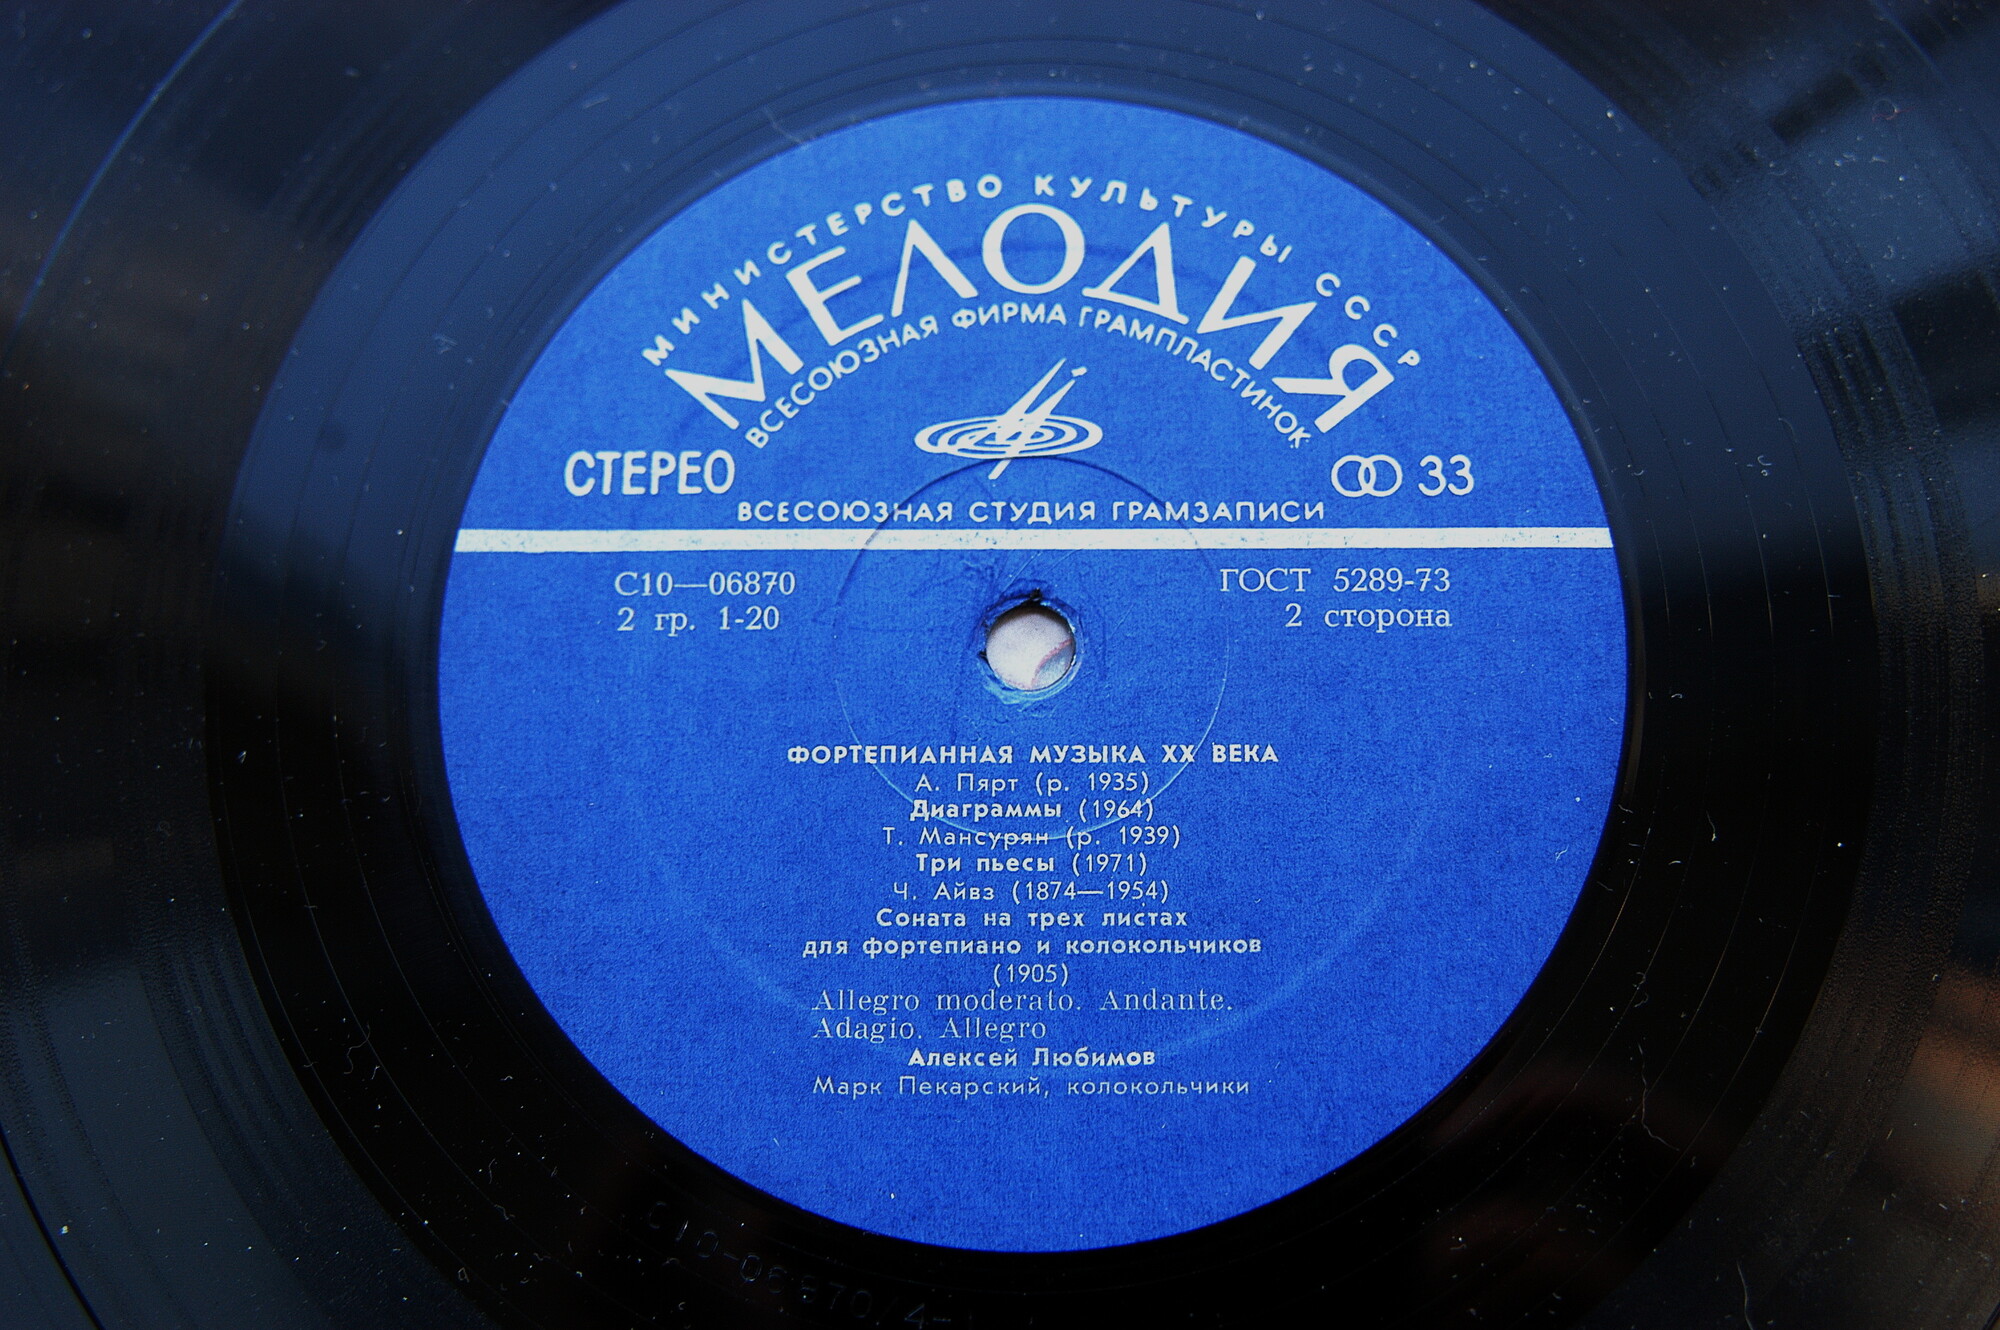 МИНИСТЕРСТВО КУЛЬТУРЫ СССР
МЕЛОДИЯ
ВСЕСОЮЗНАЯ ФИРМА ГРАМПЛАСТИНОК
СТЕРЕО
33
ВСЕСОЮЗНАЯ СТУДИЯ ГРАМЗАПИСИ
С10—06870
ГОСТ 5289-73
2 гр. 1-20
2 сторона
ФОРТЕПИАННАЯ МУЗЫКА XX ВЕКА
А. Пярт (р. 1935)
Диаграммы (1964)
Т. Мансурян (р. 1939)
Три пьесы (1971)
Ч. Айвз (1874—1954)
Соната на трех листах
для фортепиано и колокольчиков
(1905)
Allegro moderato. Andante.
Adagio. Allegro
Алексей Любимов
Марк Пекарский, колокольчики